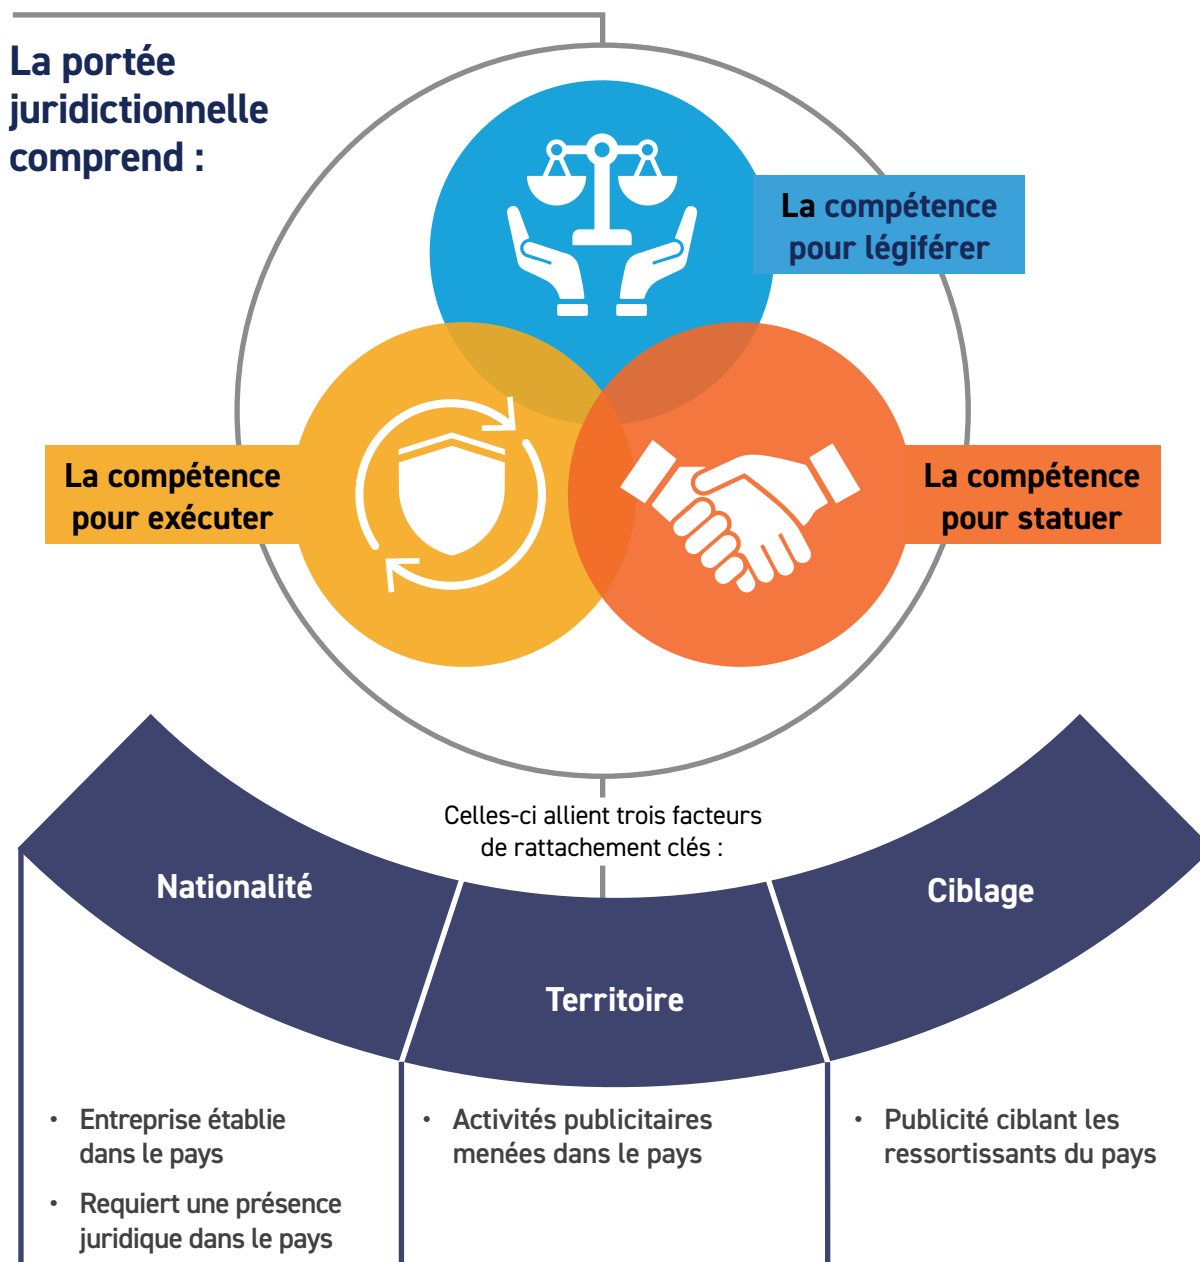 La portée
juridictionnelle
comprend :
La compétence
pour légiférer
La compétence
pour exécuter
La compétence
pour statuer
Celles-ci allient trois facteurs
de rattachement clés :
Nationalité
Territoire
Ciblage
• Entreprise établie
dans le pays
• Requiert une présence
juridique dans le pays
• Activités publicitaires
menées dans le pays
• Publicité ciblant les
ressortissants du pays